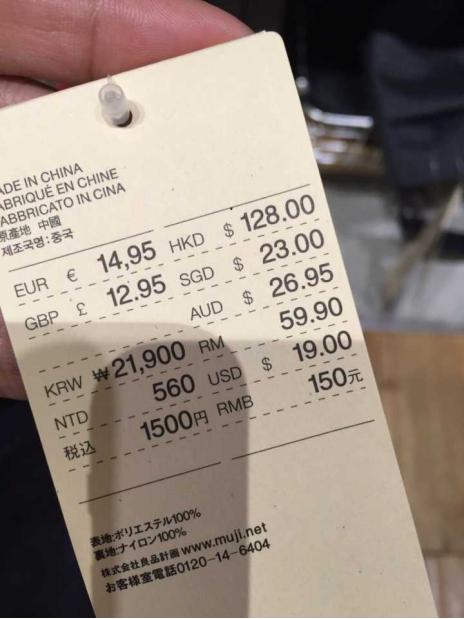 ADE IN CHINA
ABRIQUÉ EN CHINE
ABBRICATO IN CINA
原産地 中國
제조국명:중국
EUR € 14,95 HKD $ 128.00
GBP £ 12.95 SGD $ 23.00
AUD $ 26.95
KRW ₩21,900 RM 59.90
NTD 560 USD $ 19.00
税込 1500円 RMB 150元
表地:ポリエステル100%
裏地:ナイロン100%
株式会社良品計画 www.muji.net
お客様室電話0120-14-6404